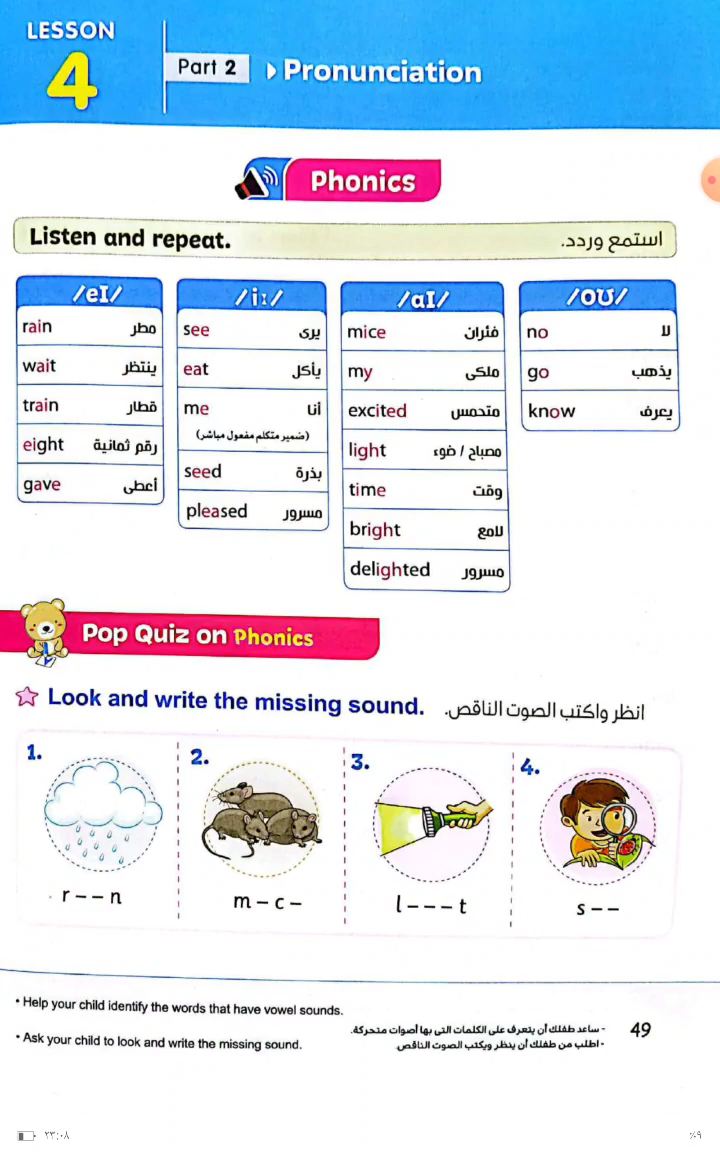 LESSON
4
Part 2
Pronunciation
Phonics
Listen and repeat.
استمع وردد.
/eɪ/
rain مطر
wait ينتظر
train قطار
eight رقم ثمانية
gave أعطى
/iː/
see يرى
eat يأكل
me أنا
(ضمير متكلم مفعول مباشر)
seed بذرة
pleased مسرور
/aɪ/
mice فئران
my ملكى
excited متحمس
light مصباح / ضوء
time وقت
bright لامع
delighted مسرور
/oʊ/
no لا
go يذهب
know يعرف
Pop Quiz on Phonics
Look and write the missing sound.
انظر واكتب الصوت الناقص.
1.
r – – n
2.
m – c –
3.
l – – – t
4.
s – –
• Help your child identify the words that have vowel sounds.
• Ask your child to look and write the missing sound.
- ساعد طفلك أن يتعرف على الكلمات التى بها أصوات متحركة.
- اطلب من طفلك أن ينظر ويكتب الصوت الناقص.
49
٢٣:٠٨
٪٩